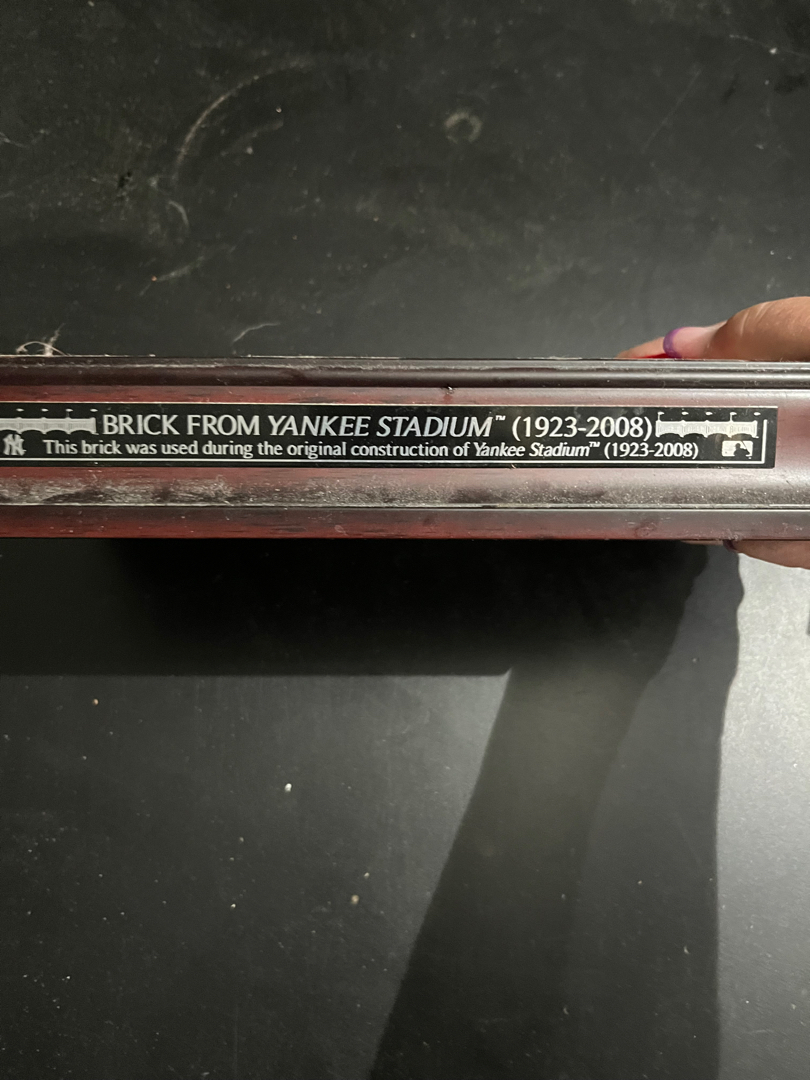 BRICK FROM YANKEE STADIUM™ (1923-2008)
NY This brick was used during the original construction of Yankee Stadium™ (1923-2008)